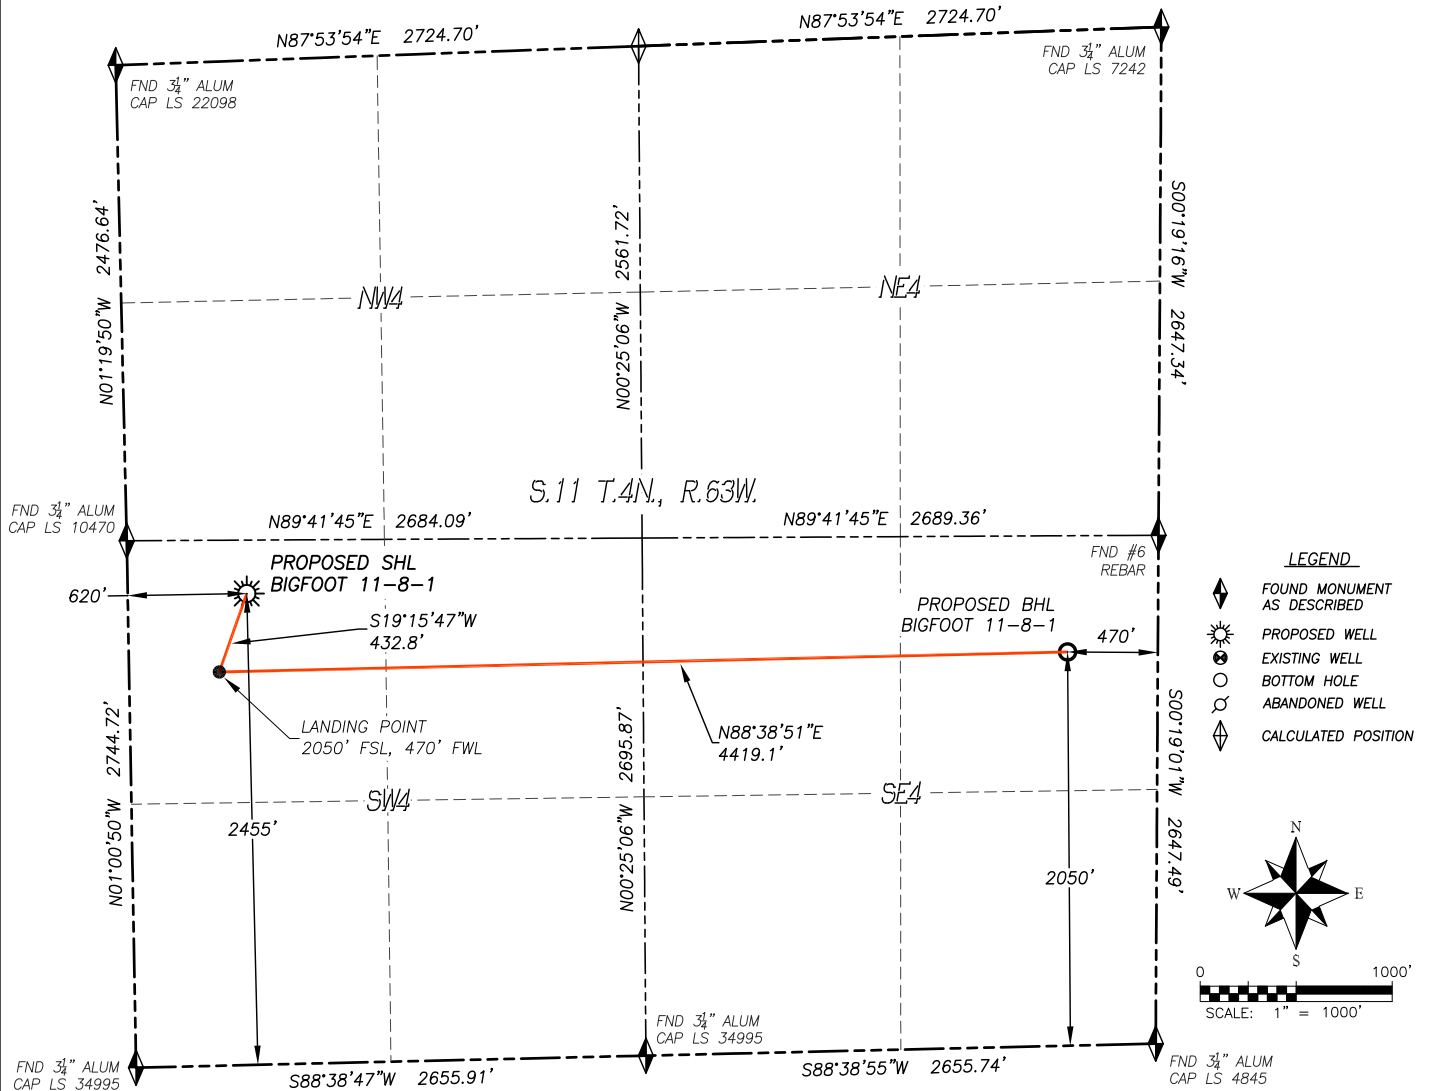 N87°53'54"E 2724.70'
N87°53'54"E 2724.70'
FND 3¼" ALUM
CAP LS 22098
FND 3¼" ALUM
CAP LS 7242
N01°19'50"W 2476.64'
N00°25'06"W 2561.72'
S00°19'16"W 2647.34'
NW4
NE4
S.11 T.4N., R.63W.
FND 3¼" ALUM
CAP LS 10470
N89°41'45"E 2684.09'
N89°41'45"E 2689.36'
FND #6
REBAR
PROPOSED SHL
BIGFOOT 11-8-1
620'
S19°15'47"W
432.8'
PROPOSED BHL
BIGFOOT 11-8-1
470'
LANDING POINT
2050' FSL, 470' FWL
N88°38'51"E
4419.1'
N01°00'50"W 2744.72'
N00°25'06"W 2695.87'
S00°19'01"W 2647.49'
SW4
SE4
2455'
2050'
FND 3¼" ALUM
CAP LS 34995
FND 3¼" ALUM
CAP LS 34995
S88°38'47"W 2655.91'
S88°38'55"W 2655.74'
FND 3¼" ALUM
CAP LS 4845
LEGEND
FOUND MONUMENT
AS DESCRIBED
PROPOSED WELL
EXISTING WELL
BOTTOM HOLE
ABANDONED WELL
CALCULATED POSITION
N
W
E
S
0 1000'
SCALE: 1" = 1000'